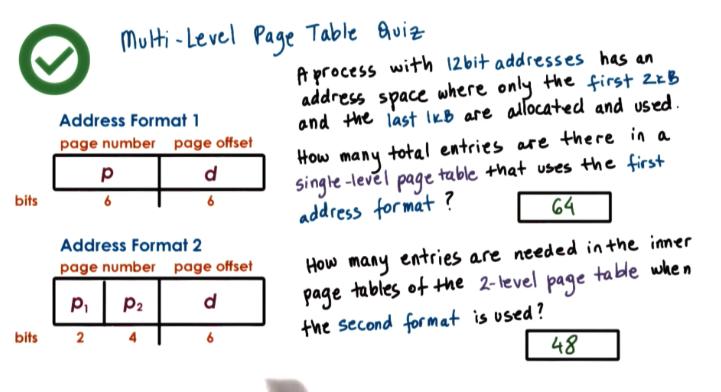 Multi-Level Page Table Quiz
A process with 12bit addresses has an
address space where only the first 2kB
and the last 1kB are allocated and used.
Address Format 1
page number page offset
p d
bits 6 6
How many total entries are there in a
single-level page table that uses the first
address format?
64
Address Format 2
page number page offset
P1 P2 d
bits 2 4 6
How many entries are needed in the inner
page tables of the 2-level page table when
the second format is used?
48